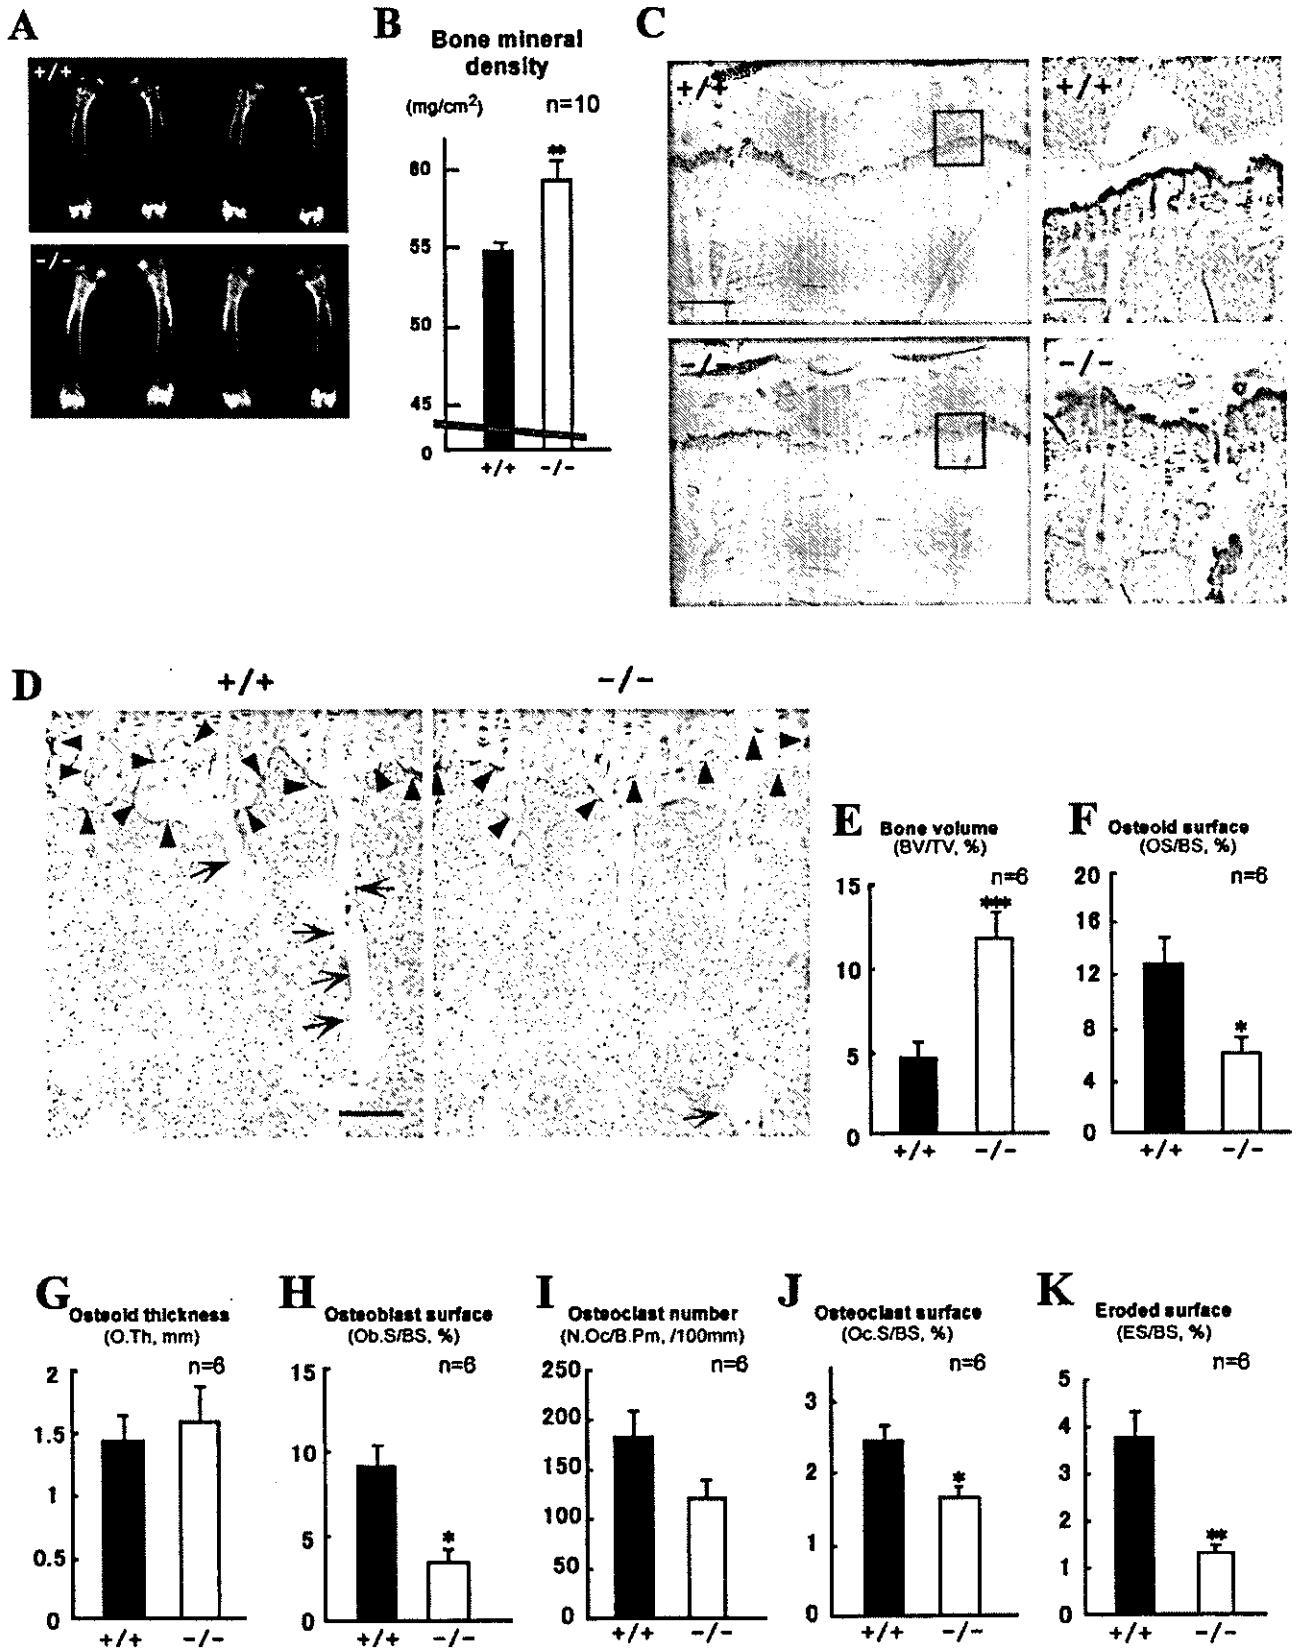 A
+/+
−/−
B
Bone mineral
density
(mg/cm²)
n=10
**
60
55
50
45
0
+/+
−/−
C
+/+
+/+
−/−
−/−
D
+/+
−/−
E
Bone volume
(BV/TV, %)
n=6
***
15
10
5
0
+/+
−/−
F
Osteoid surface
(OS/BS, %)
n=6
20
16
12
8
4
0
*
+/+
−/−
G
Osteoid thickness
(O.Th, mm)
n=6
2
1.5
1
0.5
0
+/+
−/−
H
Osteoblast surface
(Ob.S/BS, %)
n=6
15
10
5
0
*
+/+
−/−
I
Osteoclast number
(N.Oc/B.Pm, /100mm)
n=6
250
200
150
100
50
0
+/+
−/−
J
Osteoclast surface
(Oc.S/BS, %)
n=6
3
2
1
0
*
+/+
−/−
K
Eroded surface
(ES/BS, %)
n=6
5
4
3
2
1
0
**
+/+
−/−